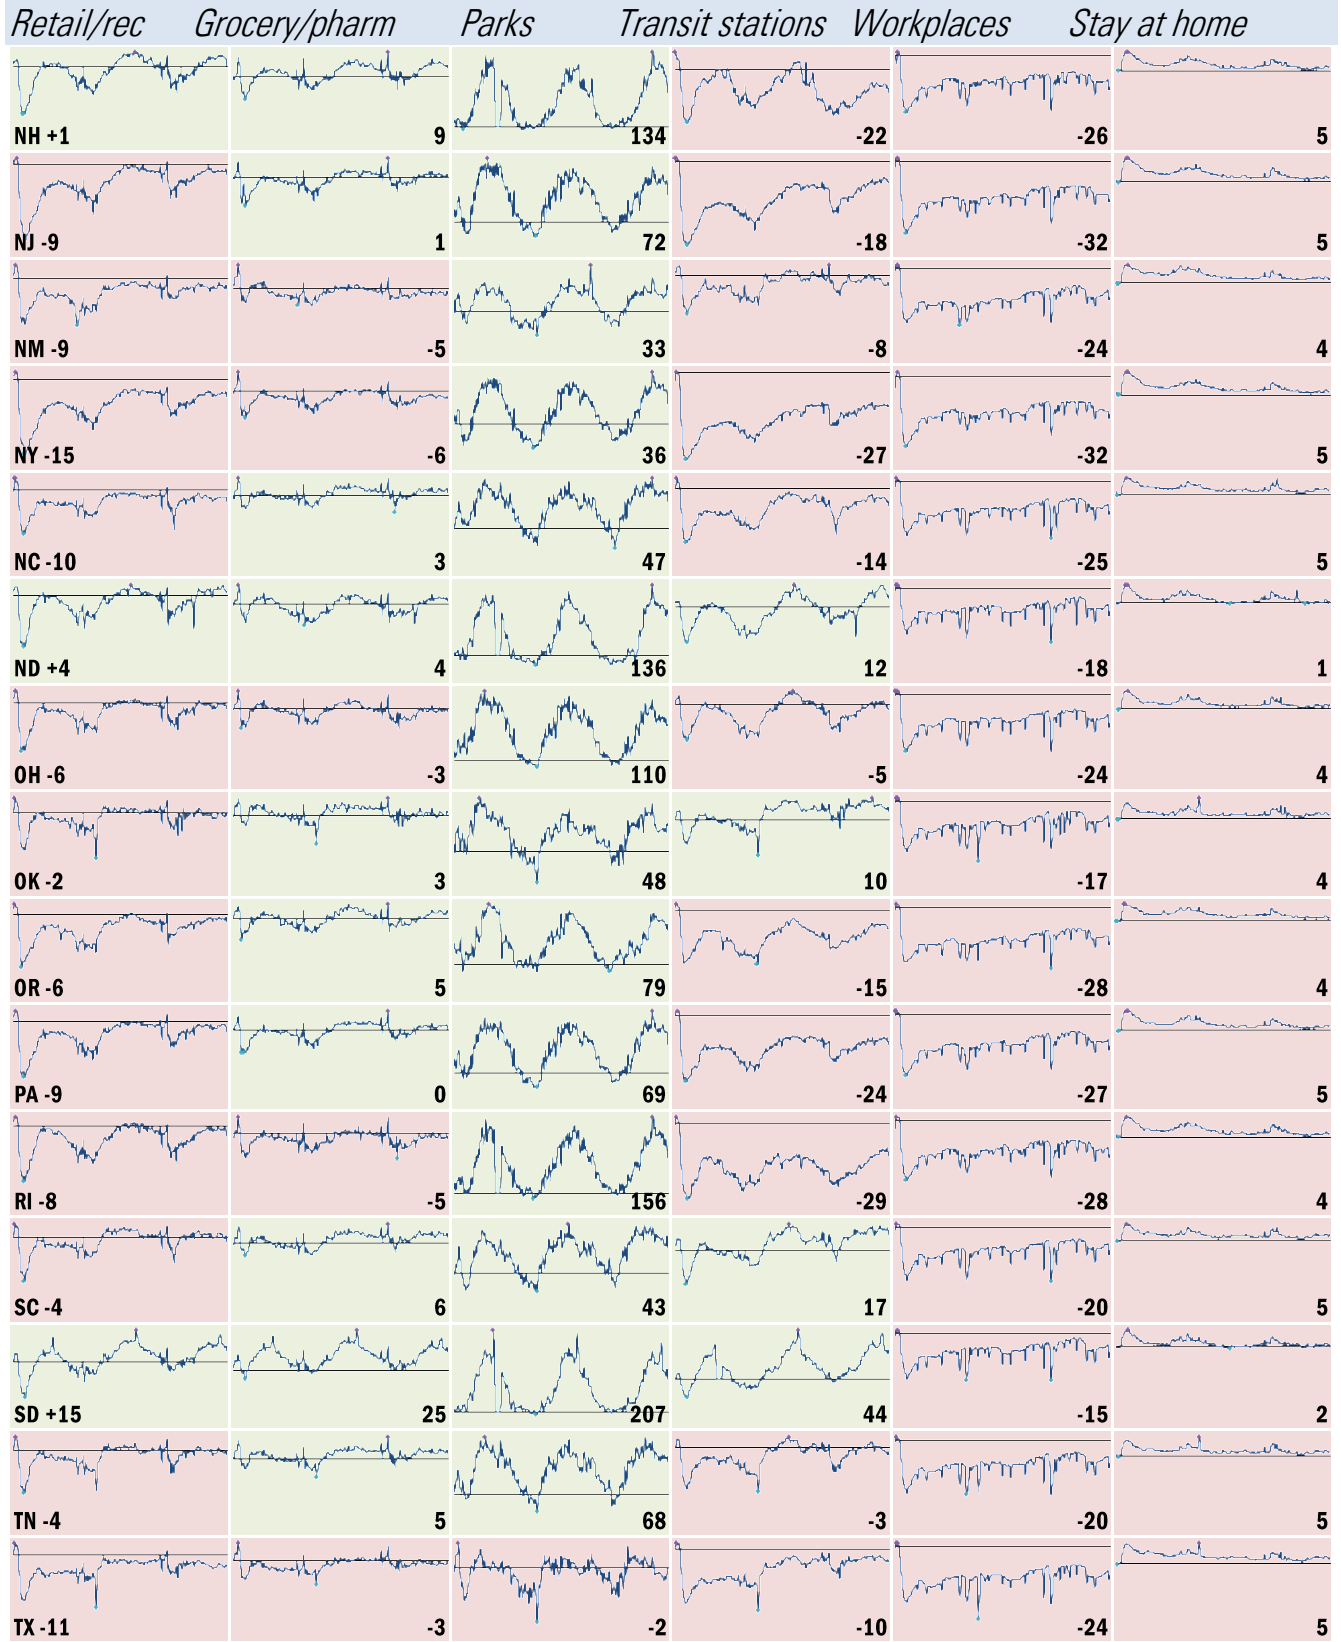 Retail/rec Grocery/pharm Parks Transit stations Workplaces Stay at home
NH +1 9 134 -22 -26 5
NJ -9 1 72 -18 -32 5
NM -9 -5 33 -8 -24 4
NY -15 -6 36 -27 -32 5
NC -10 3 47 -14 -25 5
ND +4 4 136 12 -18 1
OH -6 -3 110 -5 -24 4
OK -2 3 48 10 -17 4
OR -6 5 79 -15 -28 4
PA -9 0 69 -24 -27 5
RI -8 -5 156 -29 -28 4
SC -4 6 43 17 -20 5
SD +15 25 207 44 -15 2
TN -4 5 68 -3 -20 5
TX -11 -3 -2 -10 -24 5